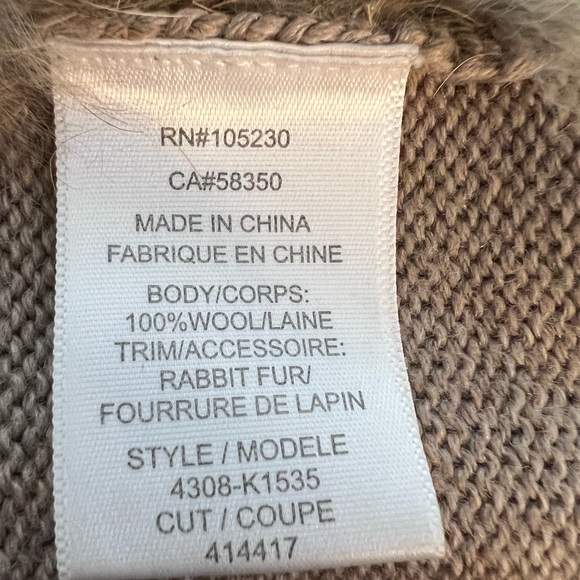 RN#105230
CA#58350
MADE IN CHINA
FABRIQUE EN CHINE
BODY/CORPS:
100%WOOL/LAINE
TRIM/ACCESSOIRE:
RABBIT FUR/
FOURRURE DE LAPIN
STYLE / MODELE
4308-K1535
CUT / COUPE
414417